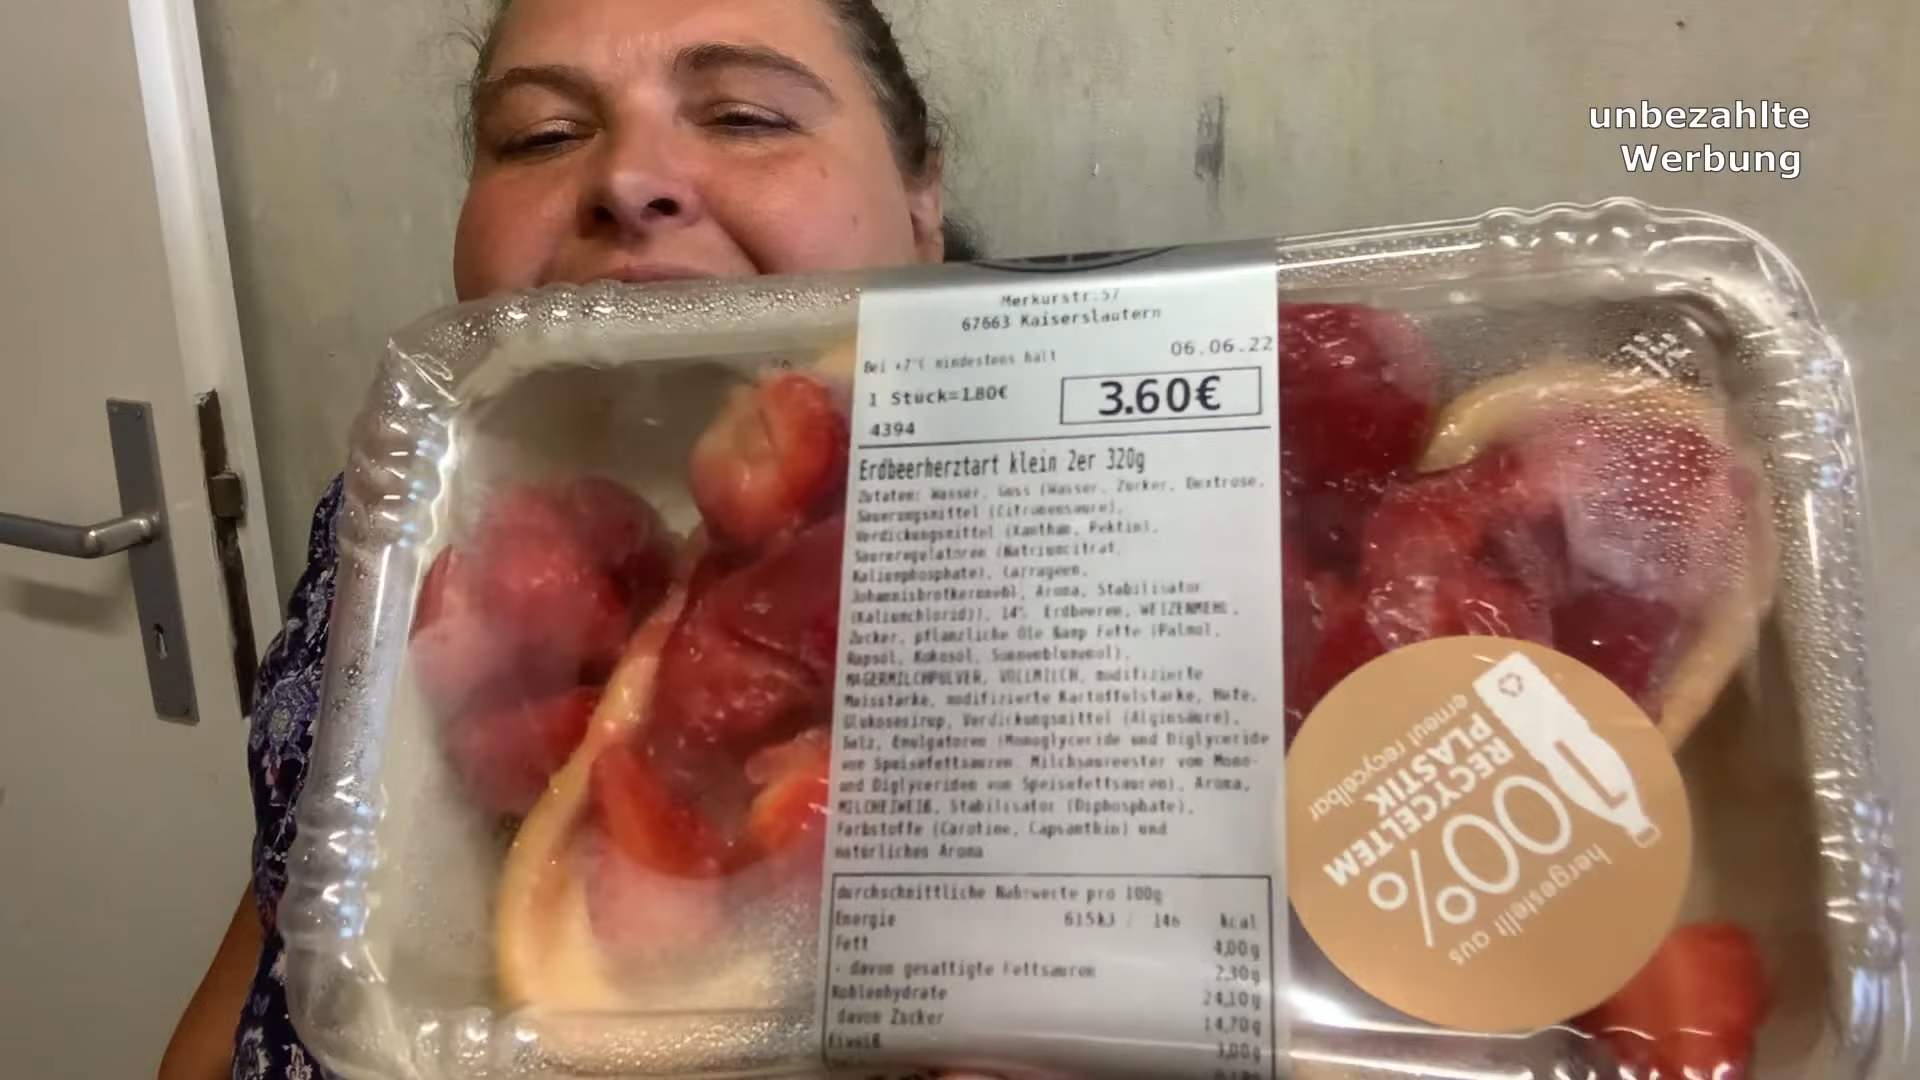 unbezahlte
Werbung
Merkurstr.57
67663 Kaiserslautern
Bei +7°C mindestens halt
06.06.22
1 Stück=1.80€
3.60€
4394
Erdbeerherztart klein 2er 320g
Zutaten: Wasser, Guss (Wasser, Zucker, Dextrose,
Säuerungsmittel (Citronensäure),
Verdickungsmittel (Xanthan, Pektin),
Säureregulatoren (Natriumcitrat,
Kaliumphosphate), Carrageen,
Johannisbrotkernmehl, Aroma, Stabilisator
(Kaliumchlorid)), 14% Erdbeeren, WEIZENMEHL,
Zucker, pflanzliche Öle &amp Fette (Palmöl,
Rapsöl, Kokosöl, Sonnenblumenöl),
MAGERMILCHPULVER, VOLLMILCH, modifizierte
Maisstärke, modifizierte Kartoffelstärke, Hefe,
Glukosesirup, Verdickungsmittel (Alginsäure),
Salz, Emulgatoren (Monoglyceride und Diglyceride
von Speisefettsäuren, Milchsäureester von Mono-
und Diglyceriden von Speisefettsäuren), Aroma,
MILCHEIWEIß, Stabilisator (Diphosphate),
Farbstoffe (Carotine, Capsanthin) und
natürliches Aroma
durchschnittliche Nährwerte pro 100g
Energie 615kJ / 146 kcal
Fett 4,00g
- davon gesättigte Fettsäuren 2,30g
Kohlenhydrate 24,10g
davon Zucker 14,70g
Eiweiß 3,00g
hergestellt aus
100%
RECYCELTEM
PLASTIK
erneut recycelbar